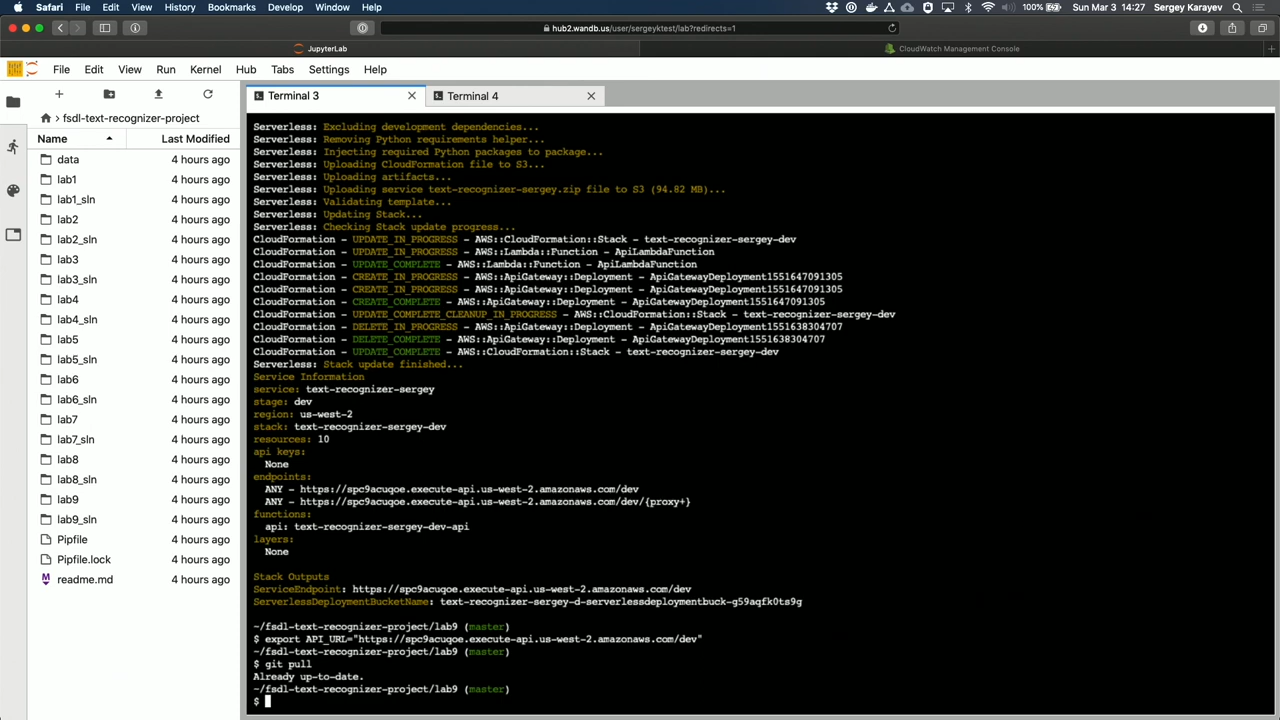 Safari File Edit View History Bookmarks Develop Window Help 100% Sun Mar 3 14:27 Sergey Karayev
hub2.wandb.us/user/sergeyktest/lab?redirects=1
JupyterLab CloudWatch Management Console
File Edit View Run Kernel Hub Tabs Settings Help
Terminal 3 Terminal 4
fsdl-text-recognizer-project
Name Last Modified
data 4 hours ago
lab1 4 hours ago
lab1_sln 4 hours ago
lab2 4 hours ago
lab2_sln 4 hours ago
lab3 4 hours ago
lab3_sln 4 hours ago
lab4 4 hours ago
lab4_sln 4 hours ago
lab5 4 hours ago
lab5_sln 4 hours ago
lab6 4 hours ago
lab6_sln 4 hours ago
lab7 4 hours ago
lab7_sln 4 hours ago
lab8 4 hours ago
lab8_sln 4 hours ago
lab9 4 hours ago
lab9_sln 4 hours ago
Pipfile 4 hours ago
Pipfile.lock 4 hours ago
readme.md 4 hours ago
Serverless: Excluding development dependencies...
Serverless: Removing Python requirements helper...
Serverless: Injecting required Python packages to package...
Serverless: Uploading CloudFormation file to S3...
Serverless: Uploading artifacts...
Serverless: Uploading service text-recognizer-sergey.zip file to S3 (94.82 MB)...
Serverless: Validating template...
Serverless: Updating Stack...
Serverless: Checking Stack update progress...
CloudFormation - UPDATE_IN_PROGRESS - AWS::CloudFormation::Stack - text-recognizer-sergey-dev
CloudFormation - UPDATE_IN_PROGRESS - AWS::Lambda::Function - ApiLambdaFunction
CloudFormation - UPDATE_COMPLETE - AWS::Lambda::Function - ApiLambdaFunction
CloudFormation - CREATE_IN_PROGRESS - AWS::ApiGateway::Deployment - ApiGatewayDeployment1551647091305
CloudFormation - CREATE_IN_PROGRESS - AWS::ApiGateway::Deployment - ApiGatewayDeployment1551647091305
CloudFormation - CREATE_COMPLETE - AWS::ApiGateway::Deployment - ApiGatewayDeployment1551647091305
CloudFormation - UPDATE_COMPLETE_CLEANUP_IN_PROGRESS - AWS::CloudFormation::Stack - text-recognizer-sergey-dev
CloudFormation - DELETE_IN_PROGRESS - AWS::ApiGateway::Deployment - ApiGatewayDeployment1551638304707
CloudFormation - DELETE_COMPLETE - AWS::ApiGateway::Deployment - ApiGatewayDeployment1551638304707
CloudFormation - UPDATE_COMPLETE - AWS::CloudFormation::Stack - text-recognizer-sergey-dev
Serverless: Stack update finished...
Service Information
service: text-recognizer-sergey
stage: dev
region: us-west-2
stack: text-recognizer-sergey-dev
resources: 10
api keys:
None
endpoints:
ANY - https://spc9acuqoe.execute-api.us-west-2.amazonaws.com/dev
ANY - https://spc9acuqoe.execute-api.us-west-2.amazonaws.com/dev/{proxy+}
functions:
api: text-recognizer-sergey-dev-api
layers:
None
Stack Outputs
ServiceEndpoint: https://spc9acuqoe.execute-api.us-west-2.amazonaws.com/dev
ServerlessDeploymentBucketName: text-recognizer-sergey-d-serverlessdeploymentbuck-g59aqfk0ts9g
~/fsdl-text-recognizer-project/lab9 (master)
$ export API_URL="https://spc9acuqoe.execute-api.us-west-2.amazonaws.com/dev"
~/fsdl-text-recognizer-project/lab9 (master)
$ git pull
Already up-to-date.
~/fsdl-text-recognizer-project/lab9 (master)
$